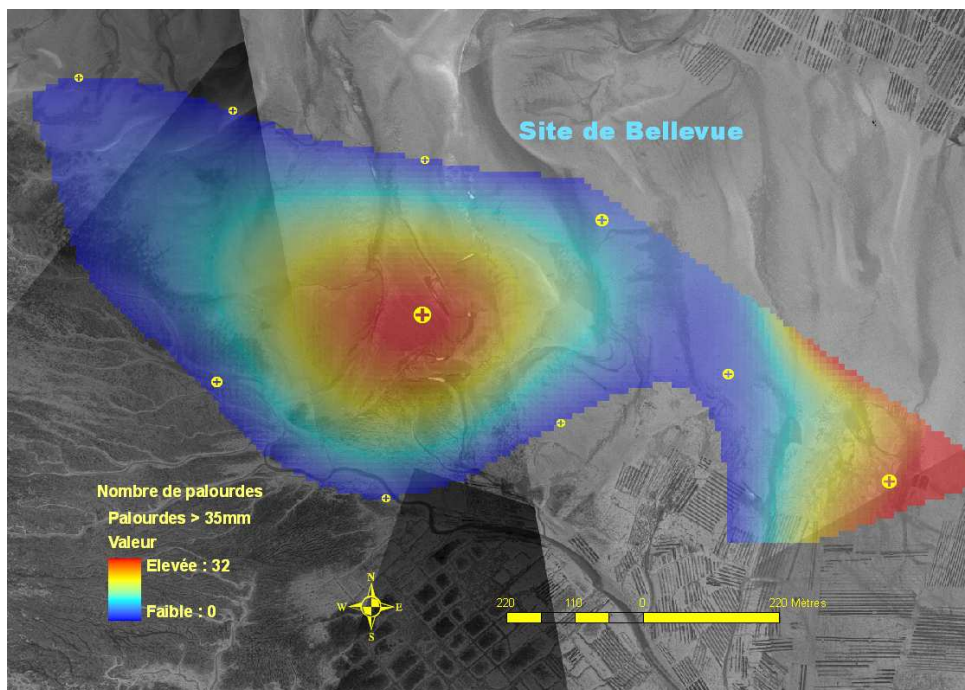 Site de Bellevue
Nombre de palourdes
Palourdes > 35mm
Valeur
Elevée : 32
Faible : 0
N
W E
S
220 110 0 220 Mètres